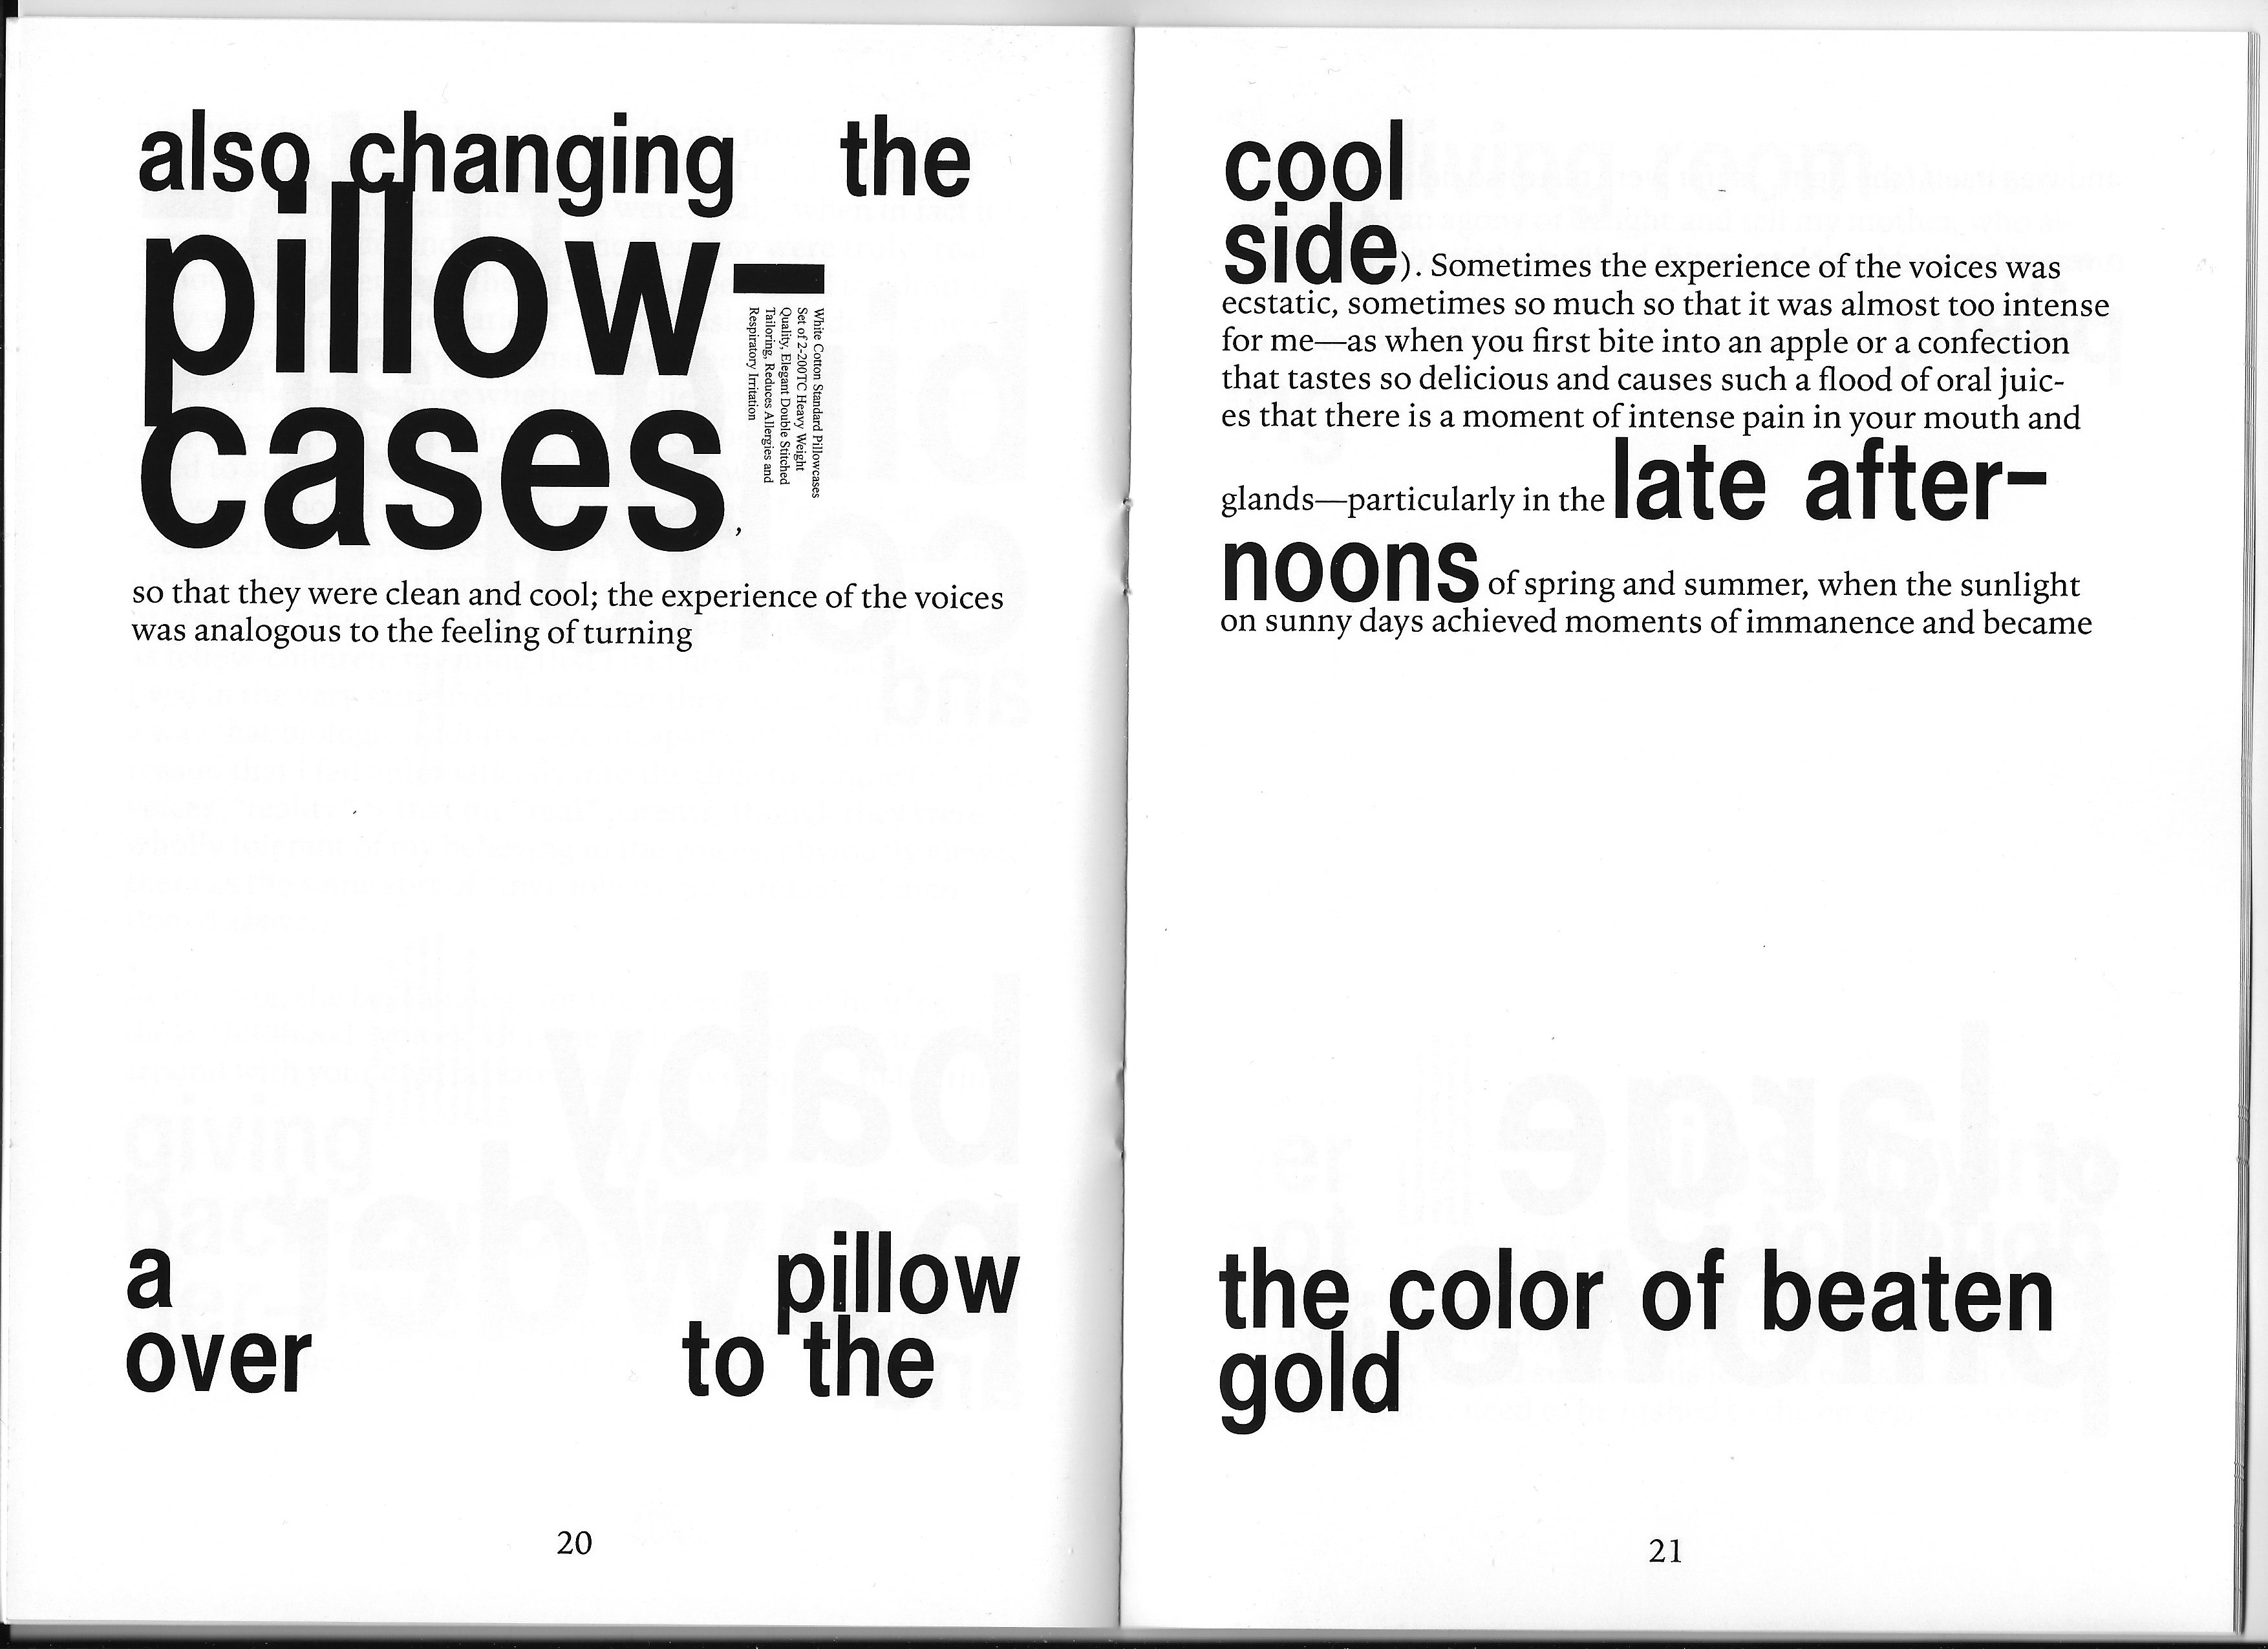 also changing the
pillow-
cases,
White Cotton Standard Pillowcases
Set of 2-200TC Heavy Weight
Quality, Elegant Double Stitched
Tailoring, Reduces Allergies and
Respiratory Irritation
so that they were clean and cool; the experience of the voices
was analogous to the feeling of turning
a pillow
over to the
20
cool
side). Sometimes the experience of the voices was
ecstatic, sometimes so much so that it was almost too intense
for me—as when you first bite into an apple or a confection
that tastes so delicious and causes such a flood of oral juic-
es that there is a moment of intense pain in your mouth and
glands—particularly in the late after-
noons of spring and summer, when the sunlight
on sunny days achieved moments of immanence and became
the color of beaten
gold
21